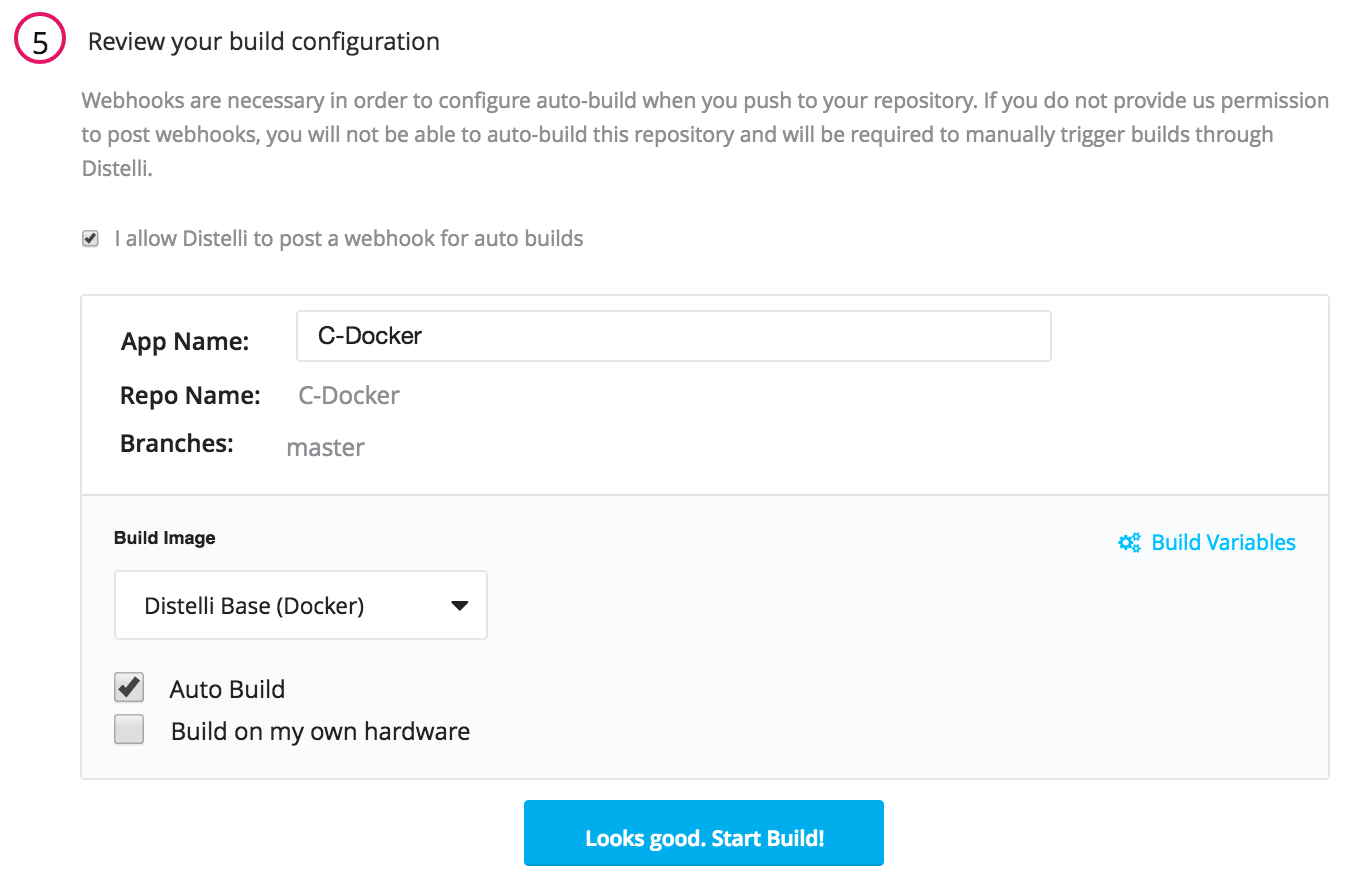 5 Review your build configuration
Webhooks are necessary in order to configure auto-build when you push to your repository. If you do not provide us permission
to post webhooks, you will not be able to auto-build this repository and will be required to manually trigger builds through
Distelli.
I allow Distelli to post a webhook for auto builds
App Name: C-Docker
Repo Name: C-Docker
Branches: master
Build Image
Build Variables
Distelli Base (Docker)
Auto Build
Build on my own hardware
Looks good. Start Build!